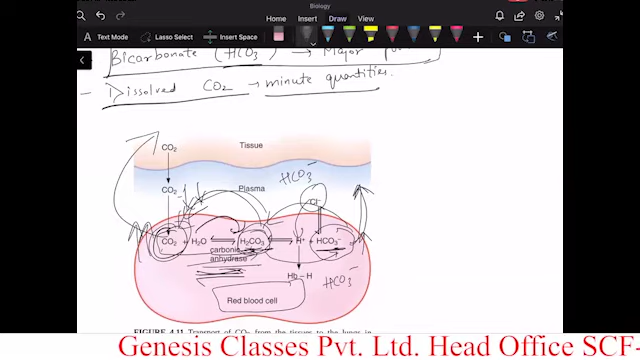 Biology
Home Insert Draw View
Text Mode Lasso Select Insert Space
Bicarbonate (HCO3) → Major
- Dissolved CO2 → minute quantities.
CO2 Tissue
HCO3⁻
CO2 Plasma
Cl⁻
CO2 + H2O ⇌ H2CO3 ⇌ H⁺ + HCO3⁻
carbonic
anhydrase
Hb – H HCO3⁻
Red blood cell
FIGURE 4.11 Transport of CO2 from the tissues to the lungs in
Genesis Classes Pvt. Ltd. Head Office SCF-